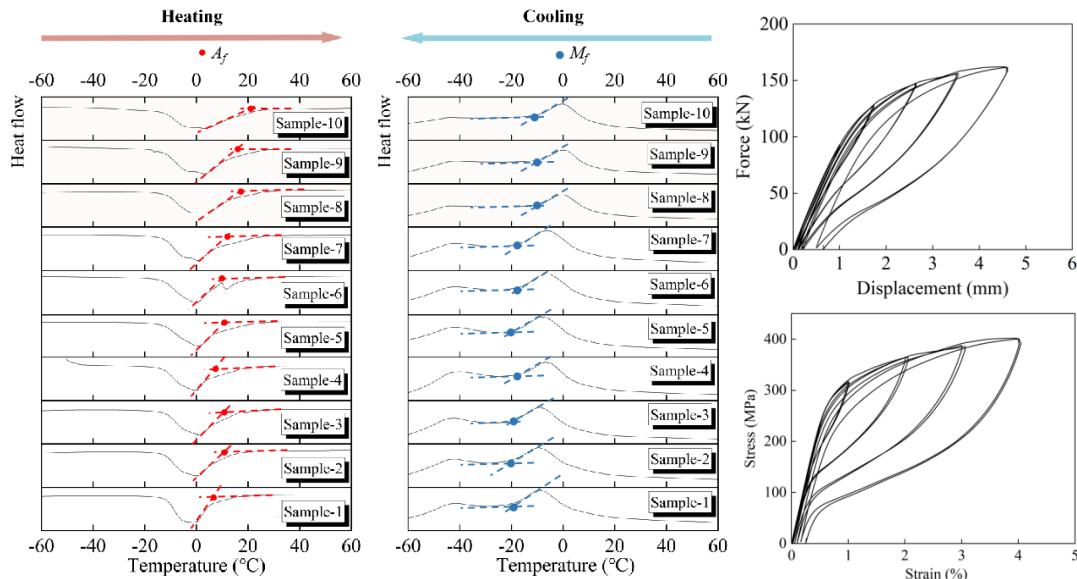 Heating
A_f
-60 -40 -20 0 20 40 60
Heat flow
Sample-10
Sample-9
Sample-8
Sample-7
Sample-6
Sample-5
Sample-4
Sample-3
Sample-2
Sample-1
-60 -40 -20 0 20 40 60
Temperature (°C)
Cooling
M_f
-60 -40 -20 0 20 40 60
Heat flow
Sample-10
Sample-9
Sample-8
Sample-7
Sample-6
Sample-5
Sample-4
Sample-3
Sample-2
Sample-1
-60 -40 -20 0 20 40 60
Temperature (°C)
200
150
100
50
0
Force (kN)
0 1 2 3 4 5 6
Displacement (mm)
400
300
200
100
0
Stress (MPa)
0 1 2 3 4 5
Strain (%)